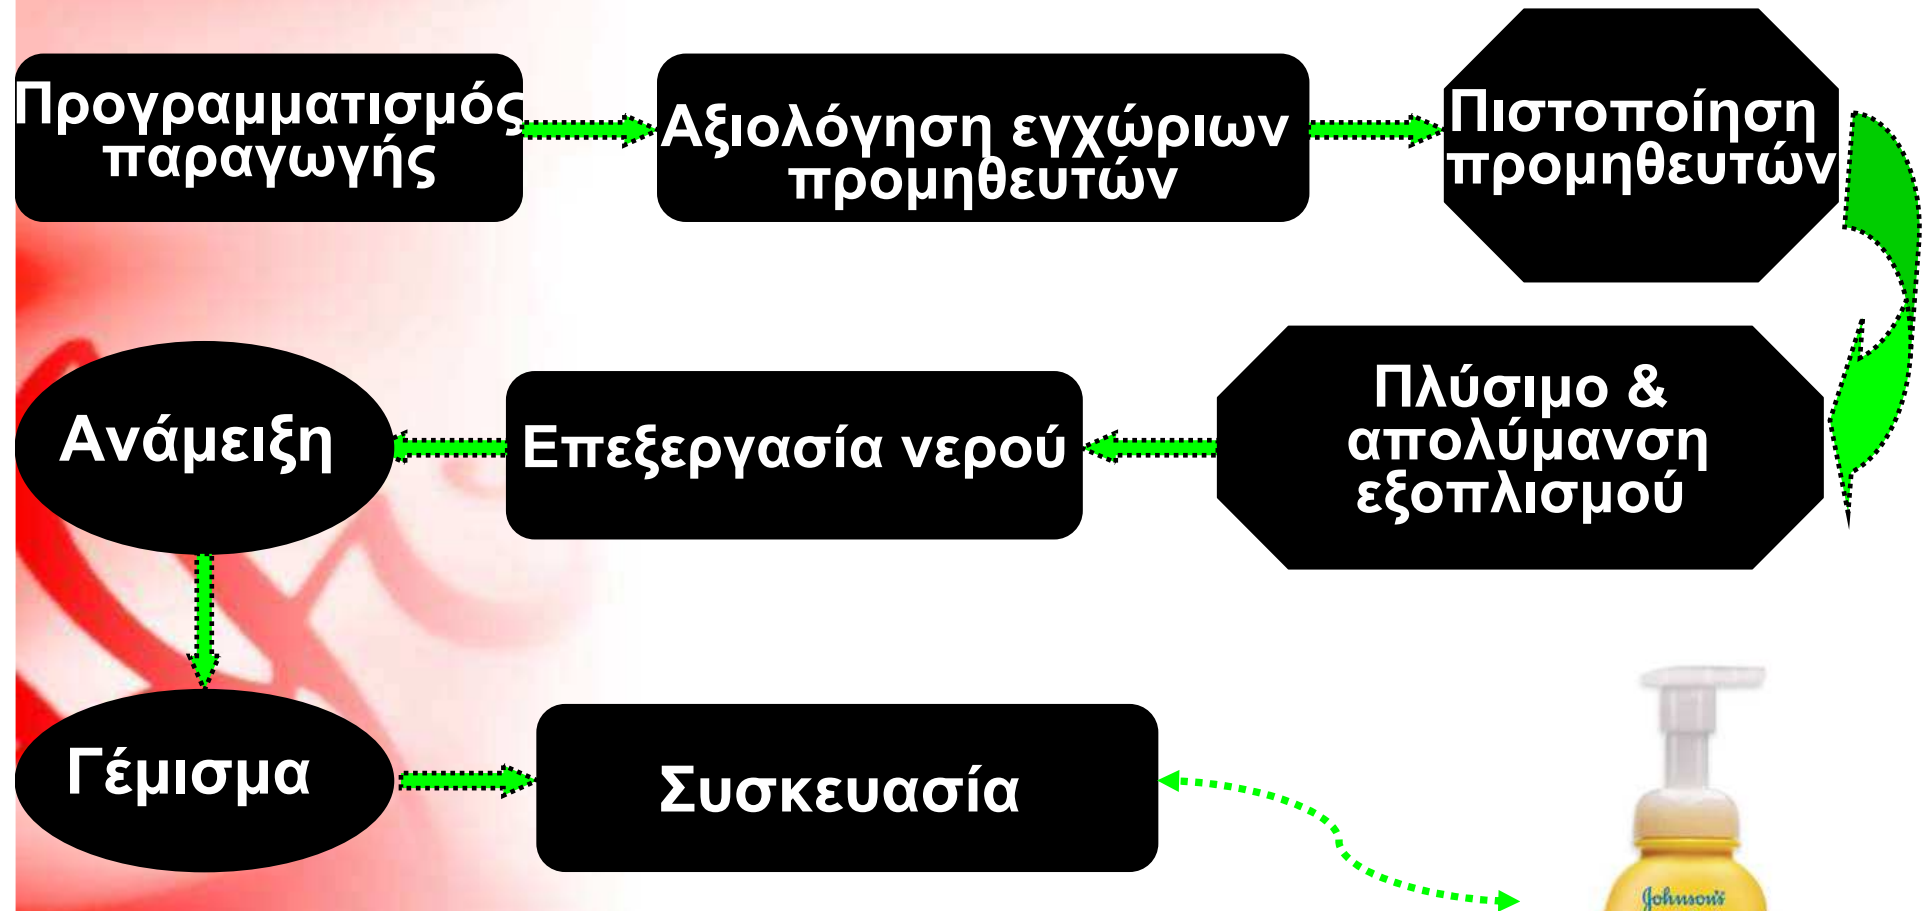 Προγραμματισμός
παραγωγής
Αξιολόγηση εγχώριων
προμηθευτών
Πιστοποίηση
προμηθευτών
Πλύσιμο &
απολύμανση
εξοπλισμού
Επεξεργασία νερού
Ανάμειξη
Γέμισμα
Συσκευασία
Johnson's